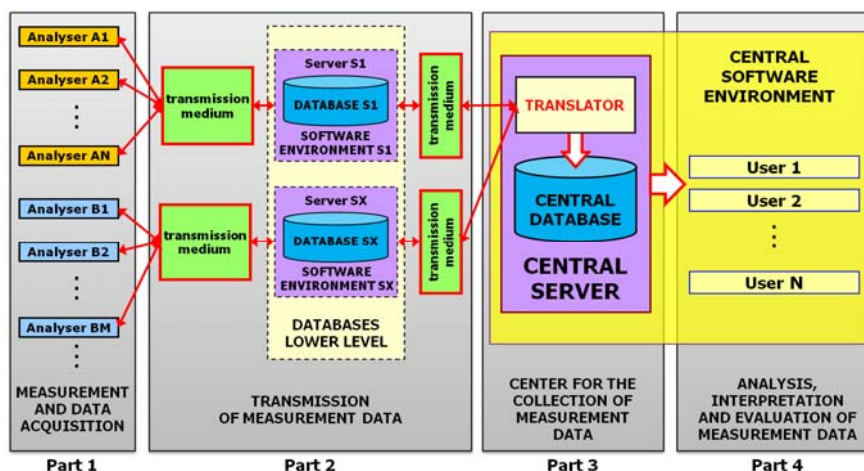 Analyser A1
Analyser A2
Analyser AN
Analyser B1
Analyser B2
Analyser BM
MEASUREMENT
AND DATA
ACQUISITION
Part 1
transmission
medium
transmission
medium
Server S1
DATABASE S1
SOFTWARE
ENVIRONMENT S1
Server SX
DATABASE SX
SOFTWARE
ENVIRONMENT SX
DATABASES
LOWER LEVEL
transmission
medium
transmission
medium
TRANSMISSION
OF MEASUREMENT DATA
Part 2
TRANSLATOR
CENTRAL
DATABASE
CENTRAL
SERVER
CENTER FOR THE
COLLECTION OF
MEASUREMENT
DATA
Part 3
CENTRAL
SOFTWARE
ENVIRONMENT
User 1
User 2
User N
ANALYSIS,
INTERPRETATION
AND EVALUATION OF
MEASUREMENT DATA
Part 4